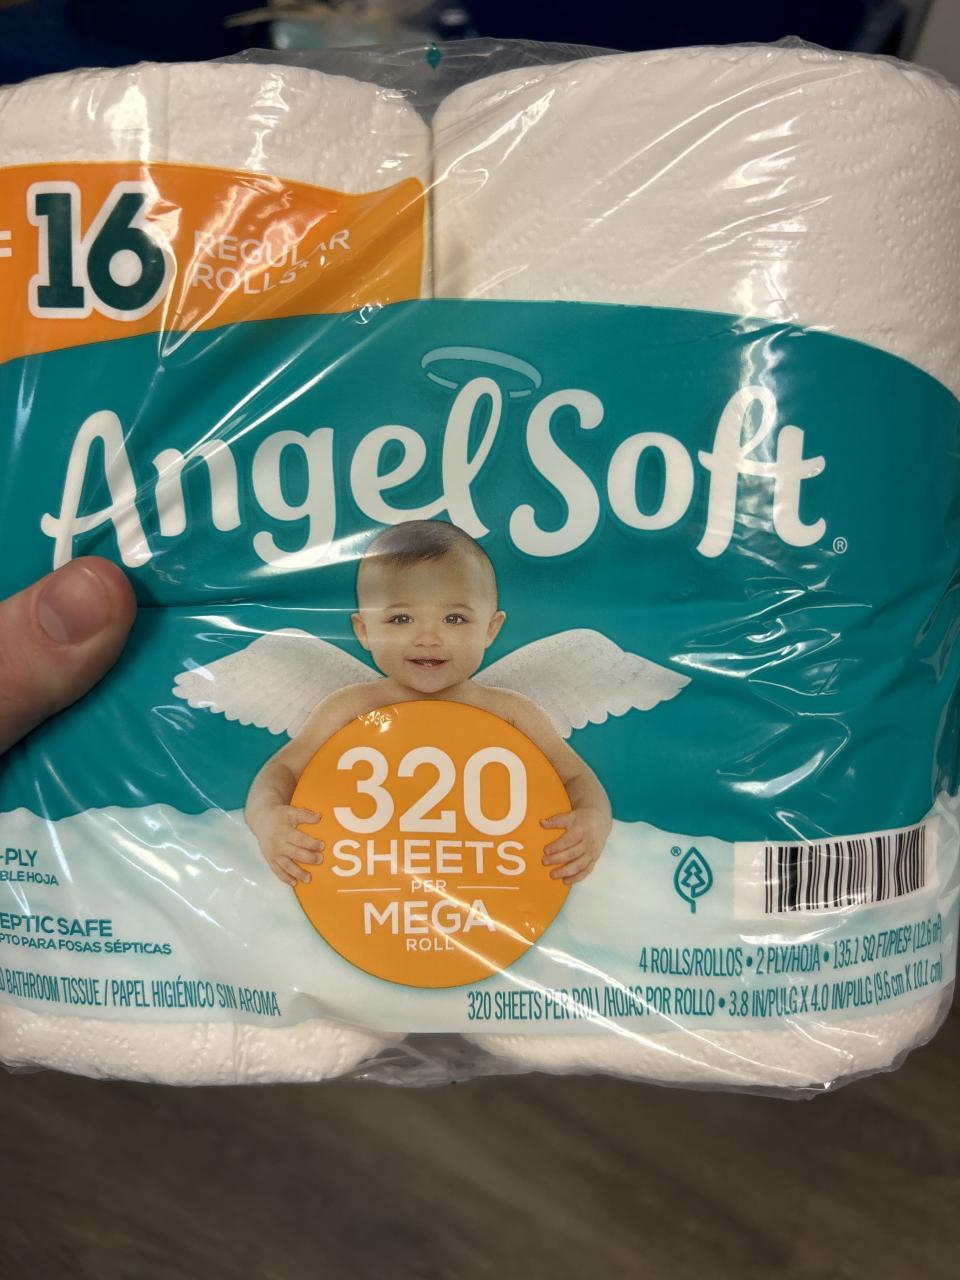 = 16 REGULAR
ROLLS*
Angel Soft®
320
SHEETS
PER
MEGA
ROLL
-PLY
BLE HOJA
EPTIC SAFE
PTO PARA FOSAS SÉPTICAS
D BATHROOM TISSUE / PAPEL HIGIÉNICO SIN AROMA
®
4 ROLLS/ROLLOS • 2 PLY/HOJA • 135.1 SQ FT/PIES² (12.6 m²)
320 SHEETS PER ROLL/HOJAS POR ROLLO • 3.8 IN/PULG X 4.0 IN/PULG (9.6 cm X 10.1 cm)